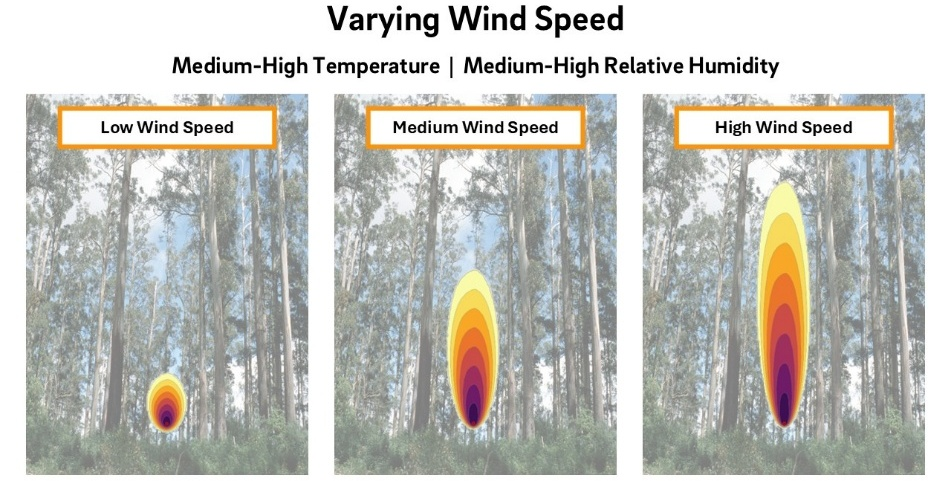 Varying Wind Speed
Medium-High Temperature | Medium-High Relative Humidity
Low Wind Speed
Medium Wind Speed
High Wind Speed